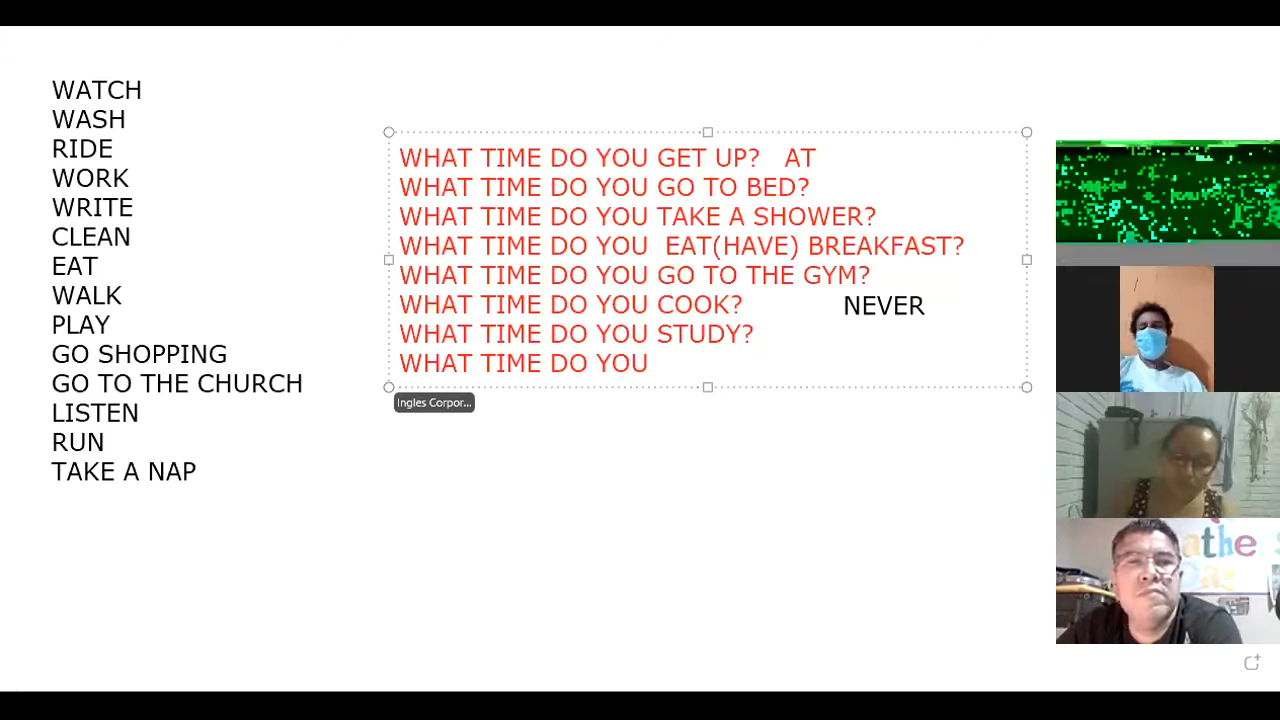 WATCH
WASH
RIDE
WORK
WRITE
CLEAN
EAT
WALK
PLAY
GO SHOPPING
GO TO THE CHURCH
LISTEN
RUN
TAKE A NAP
WHAT TIME DO YOU GET UP? AT
WHAT TIME DO YOU GO TO BED?
WHAT TIME DO YOU TAKE A SHOWER?
WHAT TIME DO YOU EAT(HAVE) BREAKFAST?
WHAT TIME DO YOU GO TO THE GYM?
WHAT TIME DO YOU COOK? NEVER
WHAT TIME DO YOU STUDY?
WHAT TIME DO YOU
Ingles Corpor...
Day